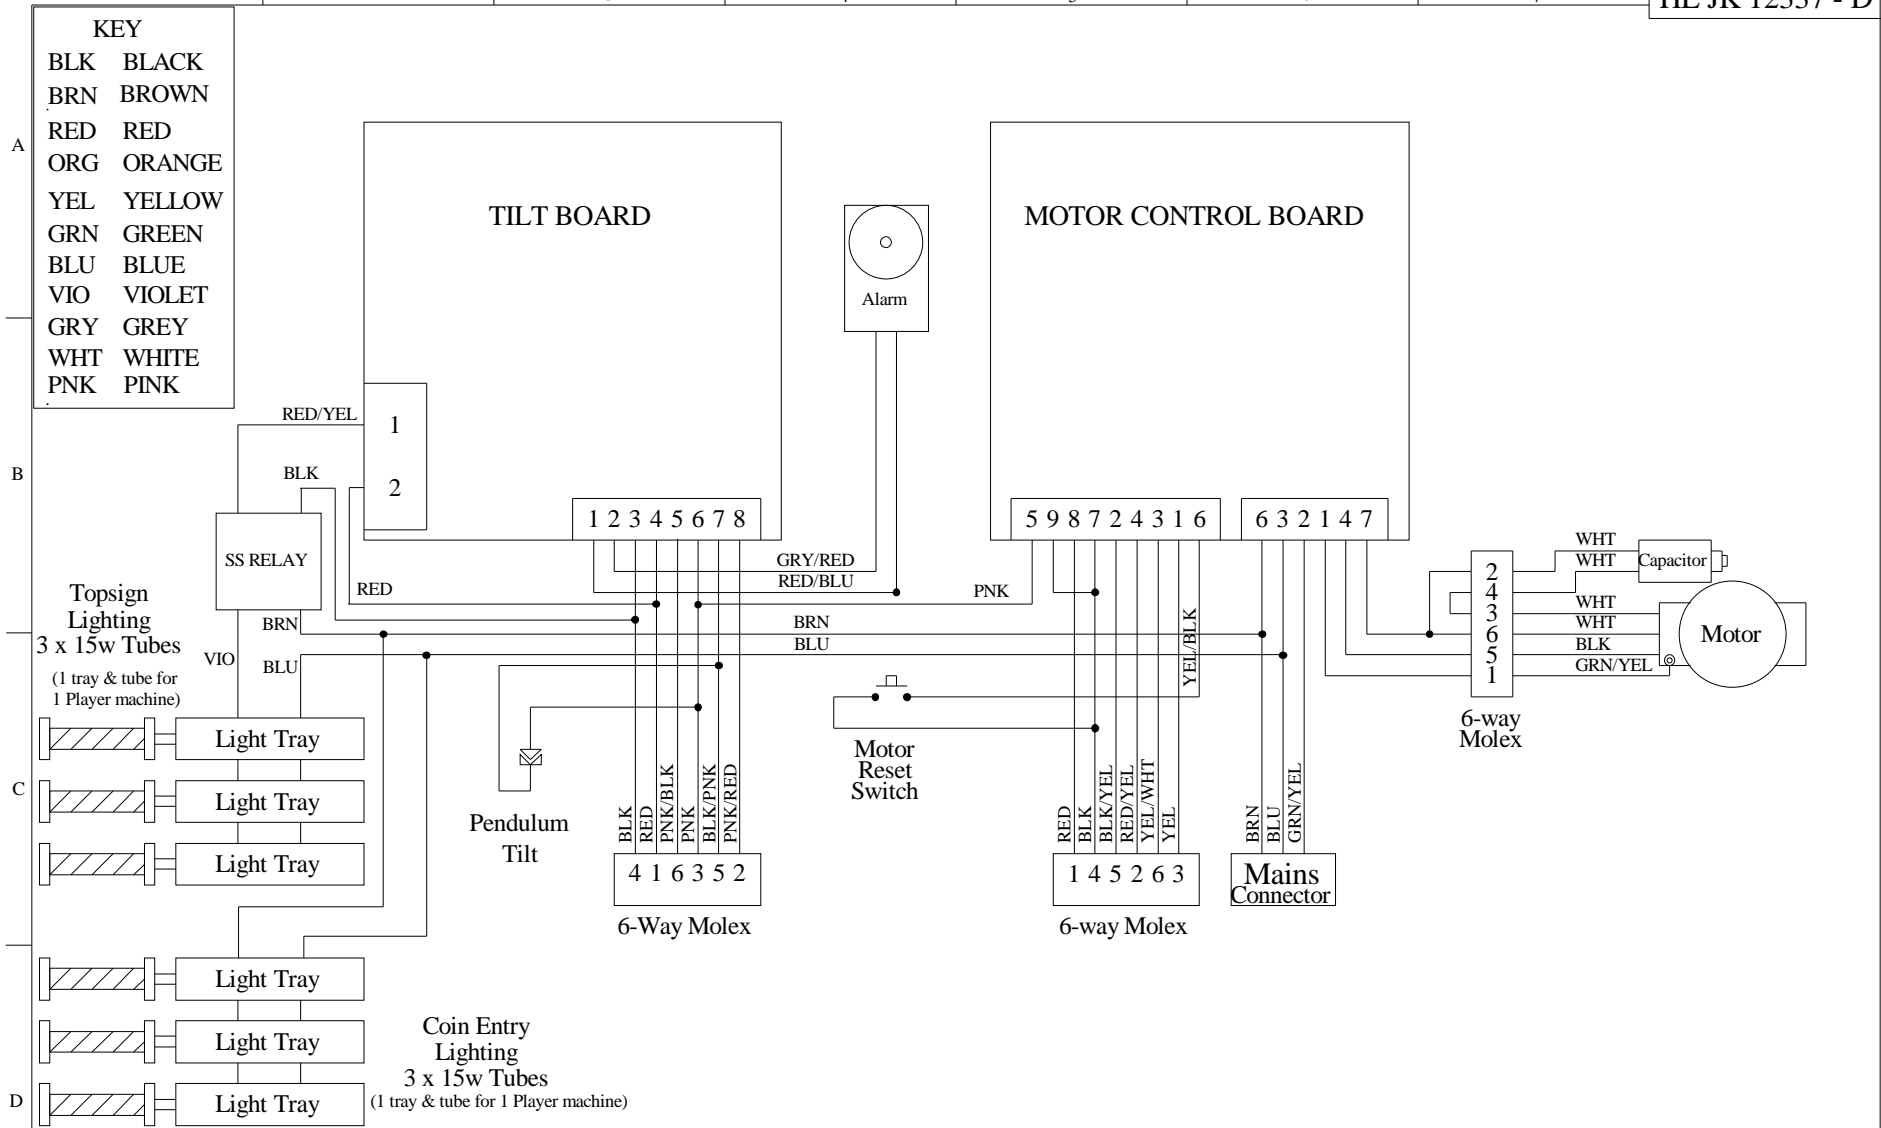 KEY
BLK BLACK
BRN BROWN
RED RED
ORG ORANGE
YEL YELLOW
GRN GREEN
BLU BLUE
VIO VIOLET
GRY GREY
WHT WHITE
PNK PINK
A
B
C
D
TILT BOARD
MOTOR CONTROL BOARD
Alarm
RED/YEL
1
BLK
2
1 2 3 4 5 6 7 8
5 9 8 7 2 4 3 1 6
6 3 2 1 4 7
SS RELAY
GRY/RED
RED/BLU
RED
PNK
BRN
BRN
BLU
VIO
BLU
YEL/BLK
WHT
WHT
WHT
WHT
BLK
GRN/YEL
Capacitor
Motor
2
4
3
6
5
1
6-way
Molex
Topsign
Lighting
3 x 15w Tubes
(1 tray & tube for
1 Player machine)
Light Tray
Light Tray
Light Tray
Pendulum
Tilt
Motor
Reset
Switch
BLK
RED
PNK/BLK
PNK
BLK/PNK
PNK/RED
4 1 6 3 5 2
6-Way Molex
RED
BLK
BLK/YEL
RED/YEL
YEL/WHT
YEL
1 4 5 2 6 3
6-way Molex
BRN
BLU
GRN/YEL
Mains
Connector
Light Tray
Light Tray
Light Tray
Coin Entry
Lighting
3 x 15w Tubes
(1 tray & tube for 1 Player machine)